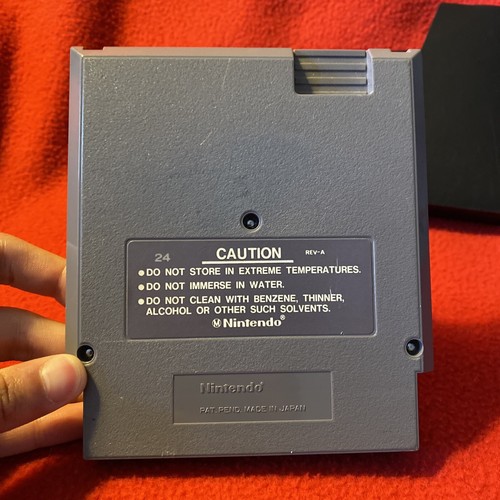 24 CAUTION REV-A
● DO NOT STORE IN EXTREME TEMPERATURES.
● DO NOT IMMERSE IN WATER.
● DO NOT CLEAN WITH BENZENE, THINNER,
ALCOHOL OR OTHER SUCH SOLVENTS.
Ⓜ Nintendo®
Nintendo®
PAT. PEND. MADE IN JAPAN